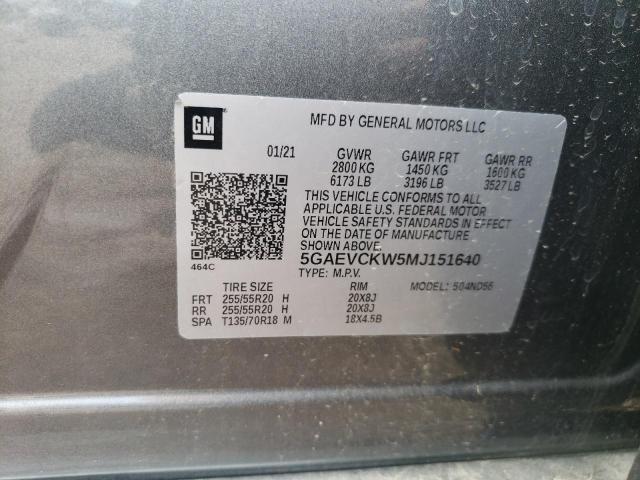 GM
MFD BY GENERAL MOTORS LLC
01/21 GVWR GAWR FRT GAWR RR
2800 KG 1450 KG 1600 KG
6173 LB 3196 LB 3527 LB
THIS VEHICLE CONFORMS TO ALL
APPLICABLE U.S. FEDERAL MOTOR
VEHICLE SAFETY STANDARDS IN EFFECT
ON THE DATE OF MANUFACTURE
SHOWN ABOVE
464C
5GAEVCKW5MJ151640
TYPE: M.P.V.
TIRE SIZE RIM MODEL: 504ND56
FRT 255/55R20 H 20X8J
RR 255/55R20 H 20X8J
SPA T135/70R18 M 18X4.5B